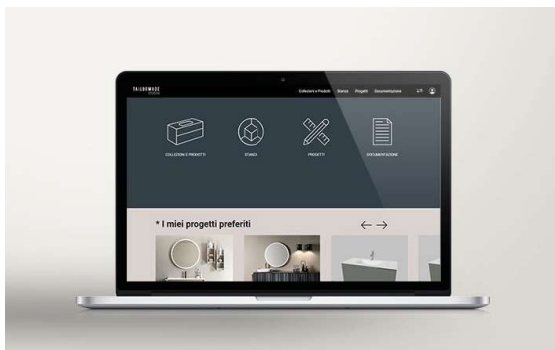 TAILORMADE
Collezioni e Prodotti Stanze Progetti Documentazione
COLLEZIONI E PRODOTTI STANZE PROGETTI DOCUMENTAZIONE
* I miei progetti preferiti